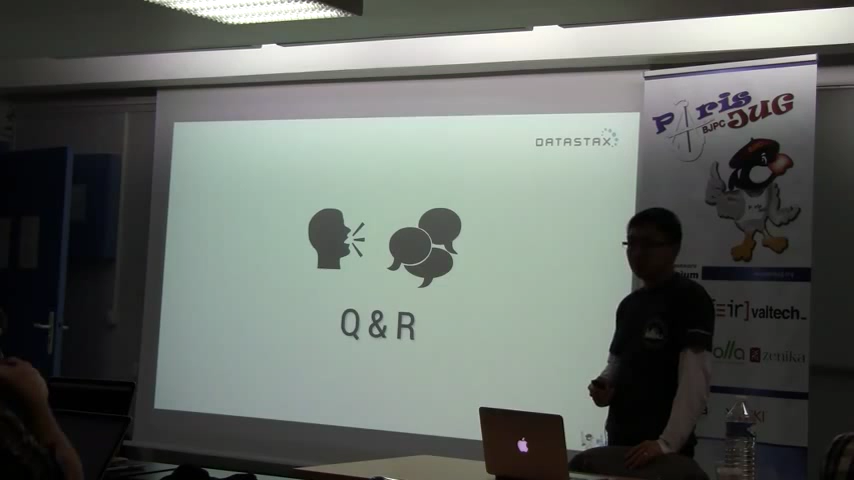 DATASTAX
Q & R
Paris
JUG
BJPC
valtech_
zenika